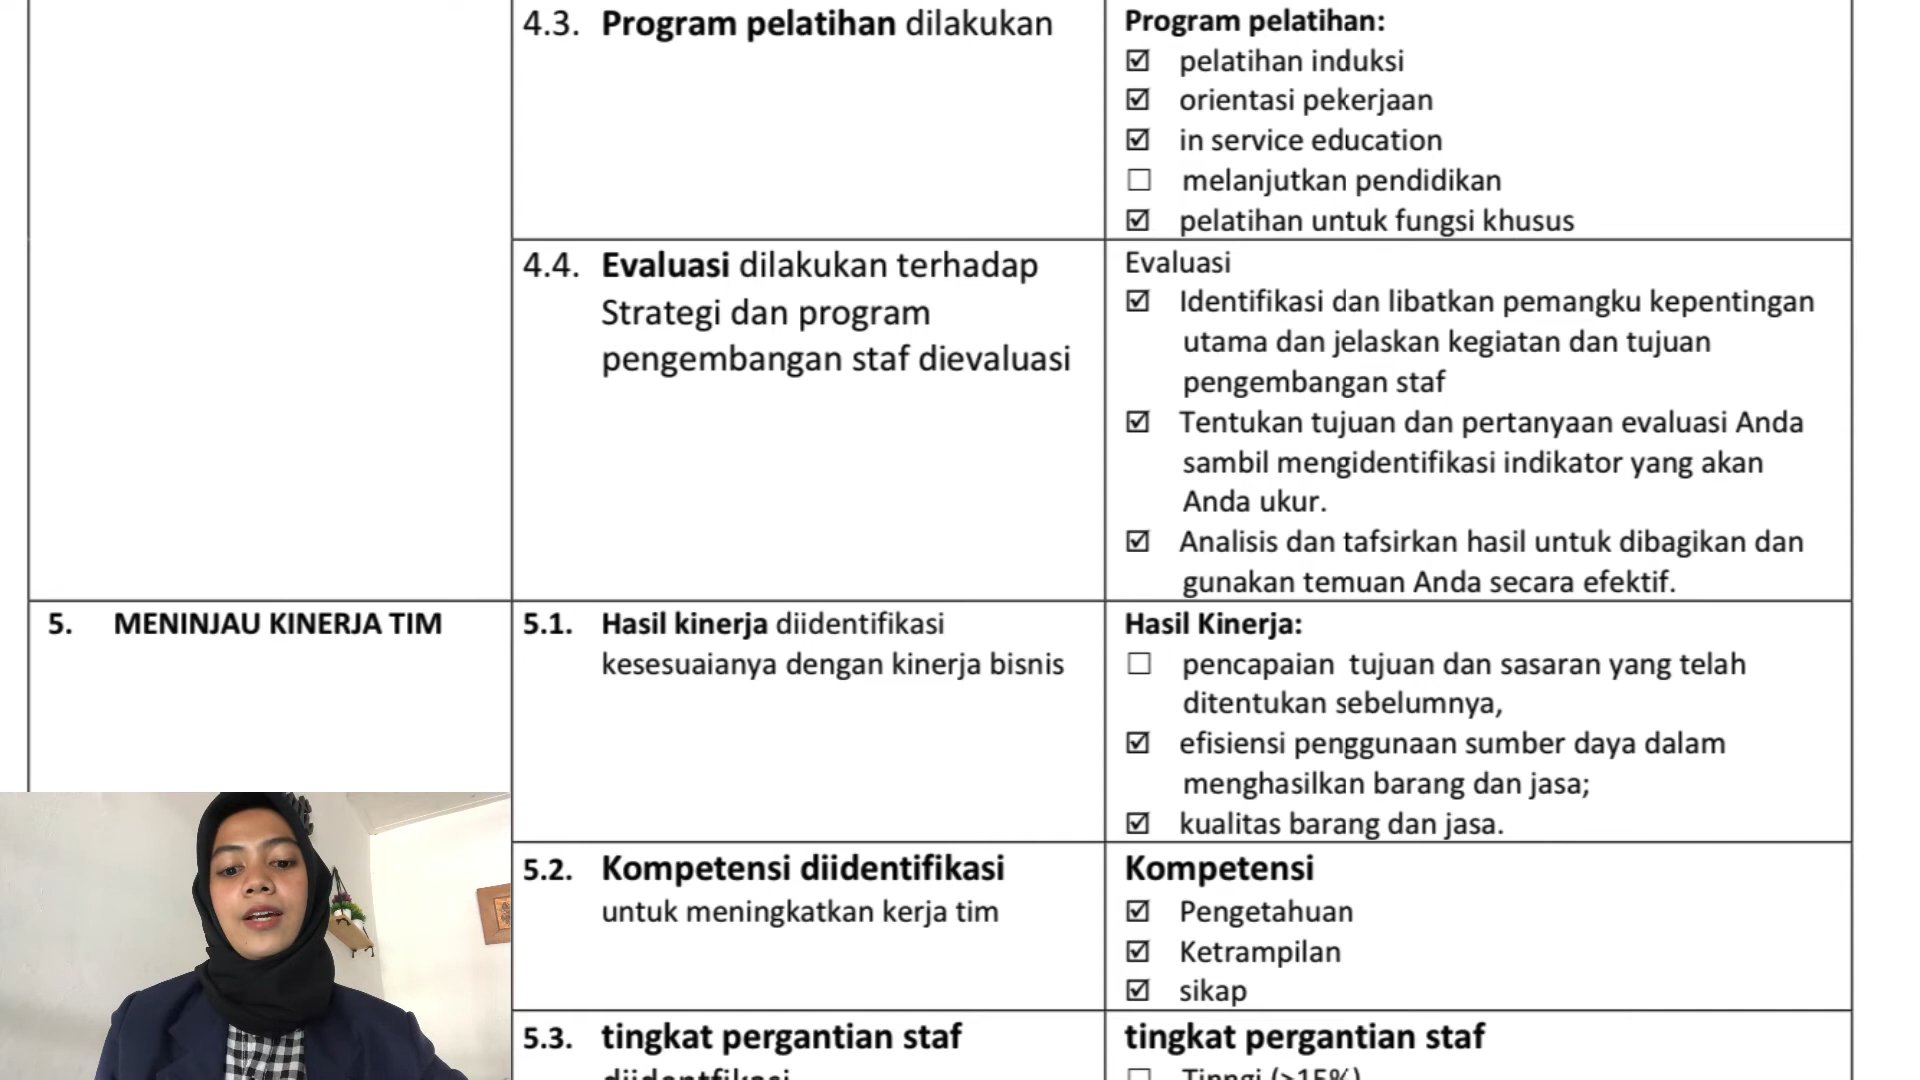 4.3. Program pelatihan dilakukan
Program pelatihan:
☑ pelatihan induksi
☑ orientasi pekerjaan
☑ in service education
☐ melanjutkan pendidikan
☑ pelatihan untuk fungsi khusus
4.4. Evaluasi dilakukan terhadap
Strategi dan program
pengembangan staf dievaluasi
Evaluasi
☑ Identifikasi dan libatkan pemangku kepentingan
utama dan jelaskan kegiatan dan tujuan
pengembangan staf
☑ Tentukan tujuan dan pertanyaan evaluasi Anda
sambil mengidentifikasi indikator yang akan
Anda ukur.
☑ Analisis dan tafsirkan hasil untuk dibagikan dan
gunakan temuan Anda secara efektif.
5. MENINJAU KINERJA TIM
5.1. Hasil kinerja diidentifikasi
kesesuaianya dengan kinerja bisnis
Hasil Kinerja:
☐ pencapaian tujuan dan sasaran yang telah
ditentukan sebelumnya,
☑ efisiensi penggunaan sumber daya dalam
menghasilkan barang dan jasa;
☑ kualitas barang dan jasa.
5.2. Kompetensi diidentifikasi
untuk meningkatkan kerja tim
Kompetensi
☑ Pengetahuan
☑ Ketrampilan
☑ sikap
5.3. tingkat pergantian staf
diidentfikasi
tingkat pergantian staf
☐ Tinngi (>15%)